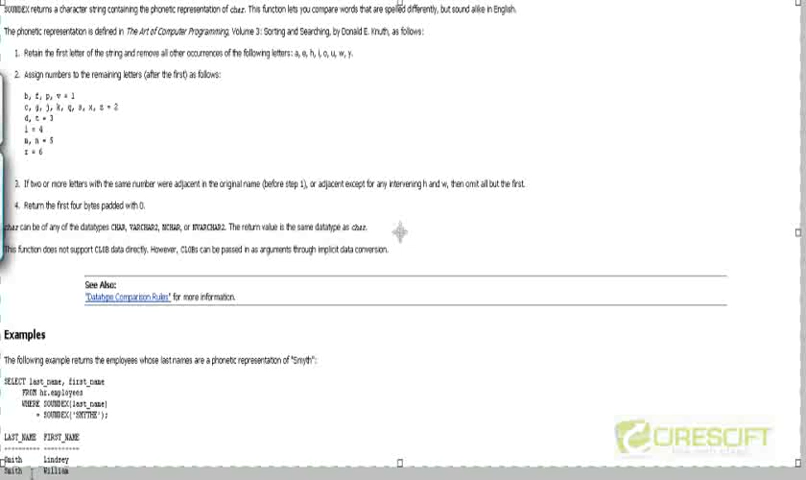 SOUNDEX returns a character string containing the phonetic representation of char. This function lets you compare words that are spelled differently, but sound alike in English.
The phonetic representation is defined in The Art of Computer Programming, Volume 3: Sorting and Searching, by Donald E. Knuth, as follows:
1. Retain the first letter of the string and remove all other occurrences of the following letters: a, e, h, i, o, u, w, y.
2. Assign numbers to the remaining letters (after the first) as follows:
b, f, p, v = 1
c, g, j, k, q, s, x, z = 2
d, t = 3
l = 4
m, n = 5
r = 6
3. If two or more letters with the same number were adjacent in the original name (before step 1), or adjacent except for any intervening h and w, then omit all but the first.
4. Return the first four bytes padded with 0.
char can be of any of the datatypes CHAR, VARCHAR2, NCHAR, or NVARCHAR2. The return value is the same datatype as char.
This function does not support CLOB data directly. However, CLOBs can be passed in as arguments through implicit data conversion.
See Also:
"Datatype Comparison Rules" for more information.
Examples
The following example returns the employees whose last names are a phonetic representation of "Smyth":
SELECT last_name, first_name
FROM hr.employees
WHERE SOUNDEX(last_name)
= SOUNDEX('SMYTHE');
LAST_NAME FIRST_NAME
---------- ----------
Smith Lindsey
Smith William